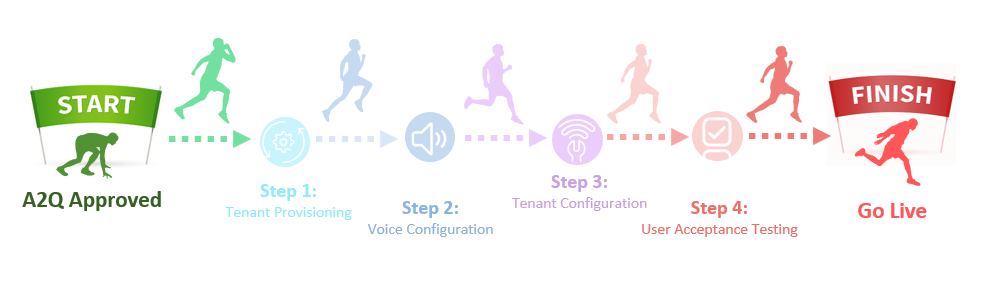 START
A2Q Approved
Step 1:
Tenant Provisioning
Step 2:
Voice Configuration
Step 3:
Tenant Configuration
Step 4:
User Acceptance Testing
FINISH
Go Live